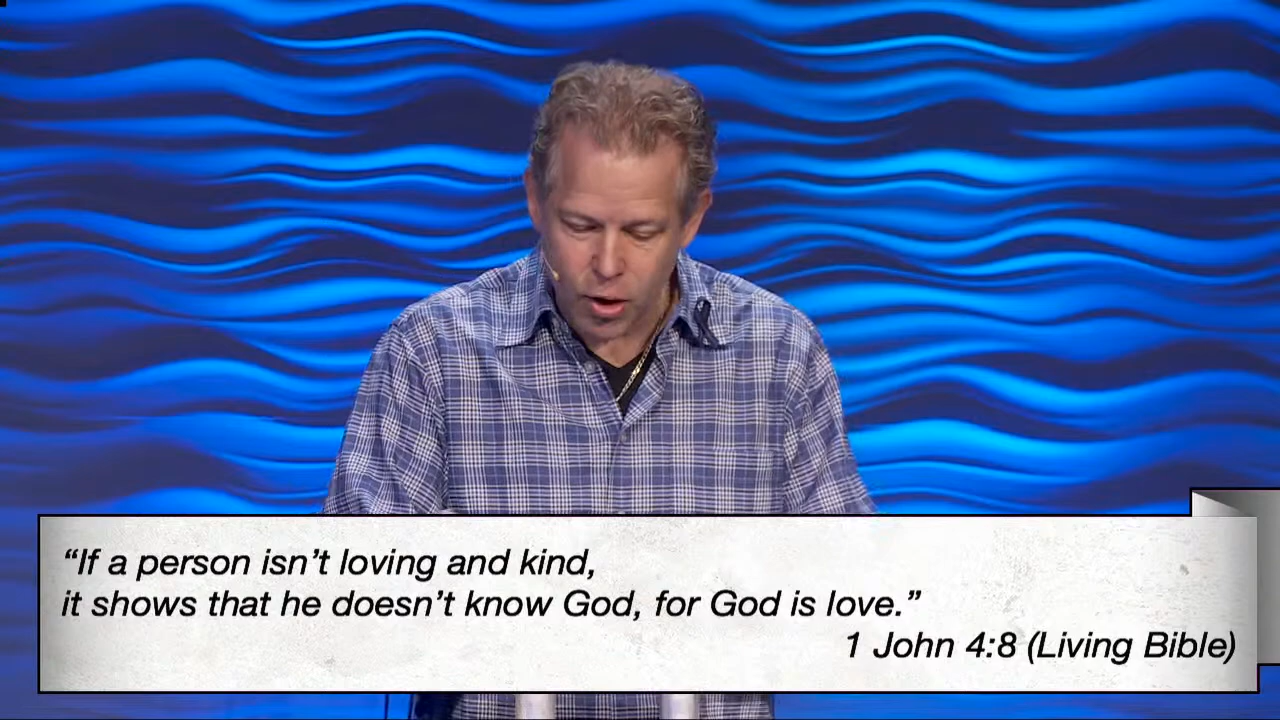 “If a person isn’t loving and kind,
it shows that he doesn’t know God, for God is love.”
1 John 4:8 (Living Bible)